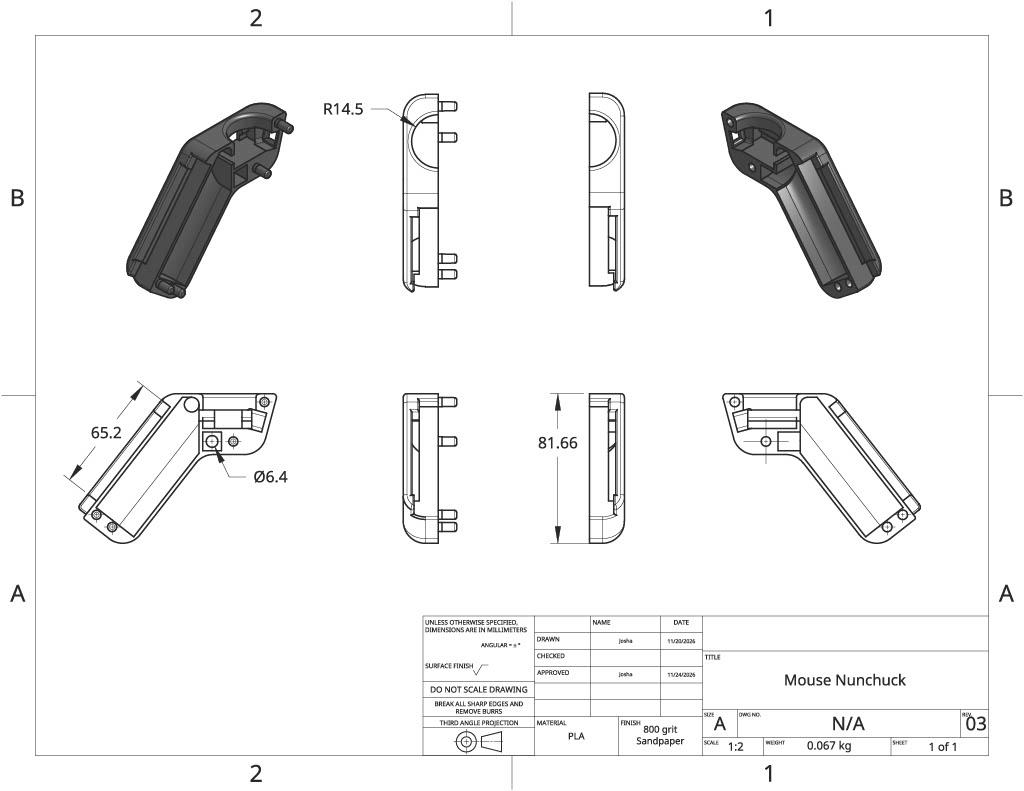 2 1
R14.5
B B
65.2
Ø6.4
81.66
A A
UNLESS OTHERWISE SPECIFIED,
DIMENSIONS ARE IN MILLIMETERS
ANGULAR = ± °
SURFACE FINISH
DO NOT SCALE DRAWING
BREAK ALL SHARP EDGES AND
REMOVE BURRS
THIRD ANGLE PROJECTION
NAME DATE
DRAWN Josha 11/20/2026
CHECKED
APPROVED Josha 11/24/2026
MATERIAL
PLA
FINISH
800 grit
Sandpaper
TITLE
Mouse Nunchuck
SIZE
A
DWG NO.
N/A
REV.
03
SCALE 1:2
WEIGHT 0.067 kg
SHEET 1 of 1
2 1